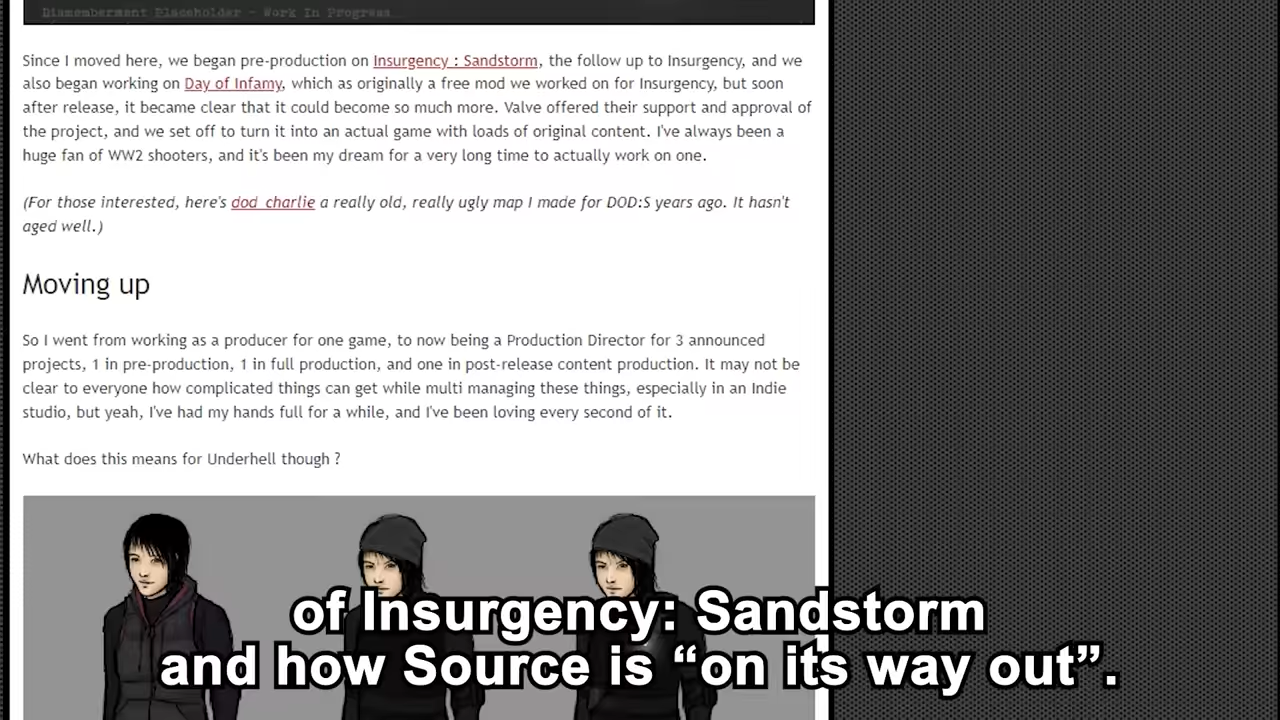 Dismemberment Placeholder - Work In Progress
Since I moved here, we began pre-production on Insurgency : Sandstorm, the follow up to Insurgency, and we
also began working on Day of Infamy, which as originally a free mod we worked on for Insurgency, but soon
after release, it became clear that it could become so much more. Valve offered their support and approval of
the project, and we set off to turn it into an actual game with loads of original content. I've always been a
huge fan of WW2 shooters, and it's been my dream for a very long time to actually work on one.
(For those interested, here's dod_charlie a really old, really ugly map I made for DOD:S years ago. It hasn't
aged well.)
Moving up
So I went from working as a producer for one game, to now being a Production Director for 3 announced
projects, 1 in pre-production, 1 in full production, and one in post-release content production. It may not be
clear to everyone how complicated things can get while multi managing these things, especially in an Indie
studio, but yeah, I've had my hands full for a while, and I've been loving every second of it.
What does this means for Underhell though ?
of Insurgency: Sandstorm
and how Source is “on its way out”.